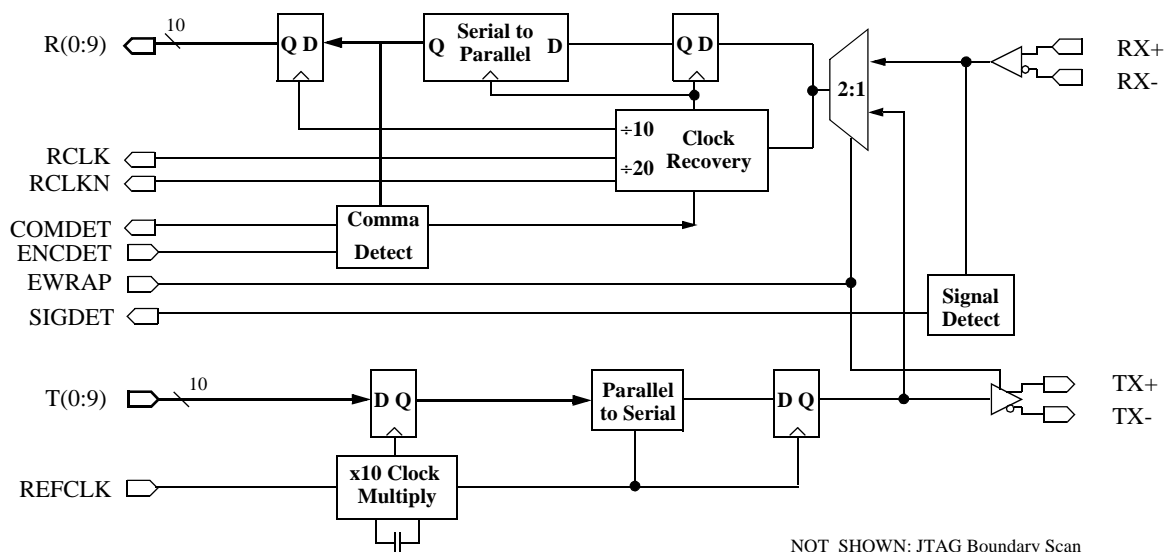 10
R(0:9)
Q D
Q
Serial to
Parallel
D
Q D
2:1
RX+
RX-
÷10
÷20
Clock
Recovery
RCLK
RCLKN
COMDET
ENCDET
Comma
Detect
EWRAP
SIGDET
Signal
Detect
10
T(0:9)
D Q
Parallel
to Serial
D Q
TX+
TX-
REFCLK
x10 Clock
Multiply
NOT SHOWN: JTAG Boundary Scan